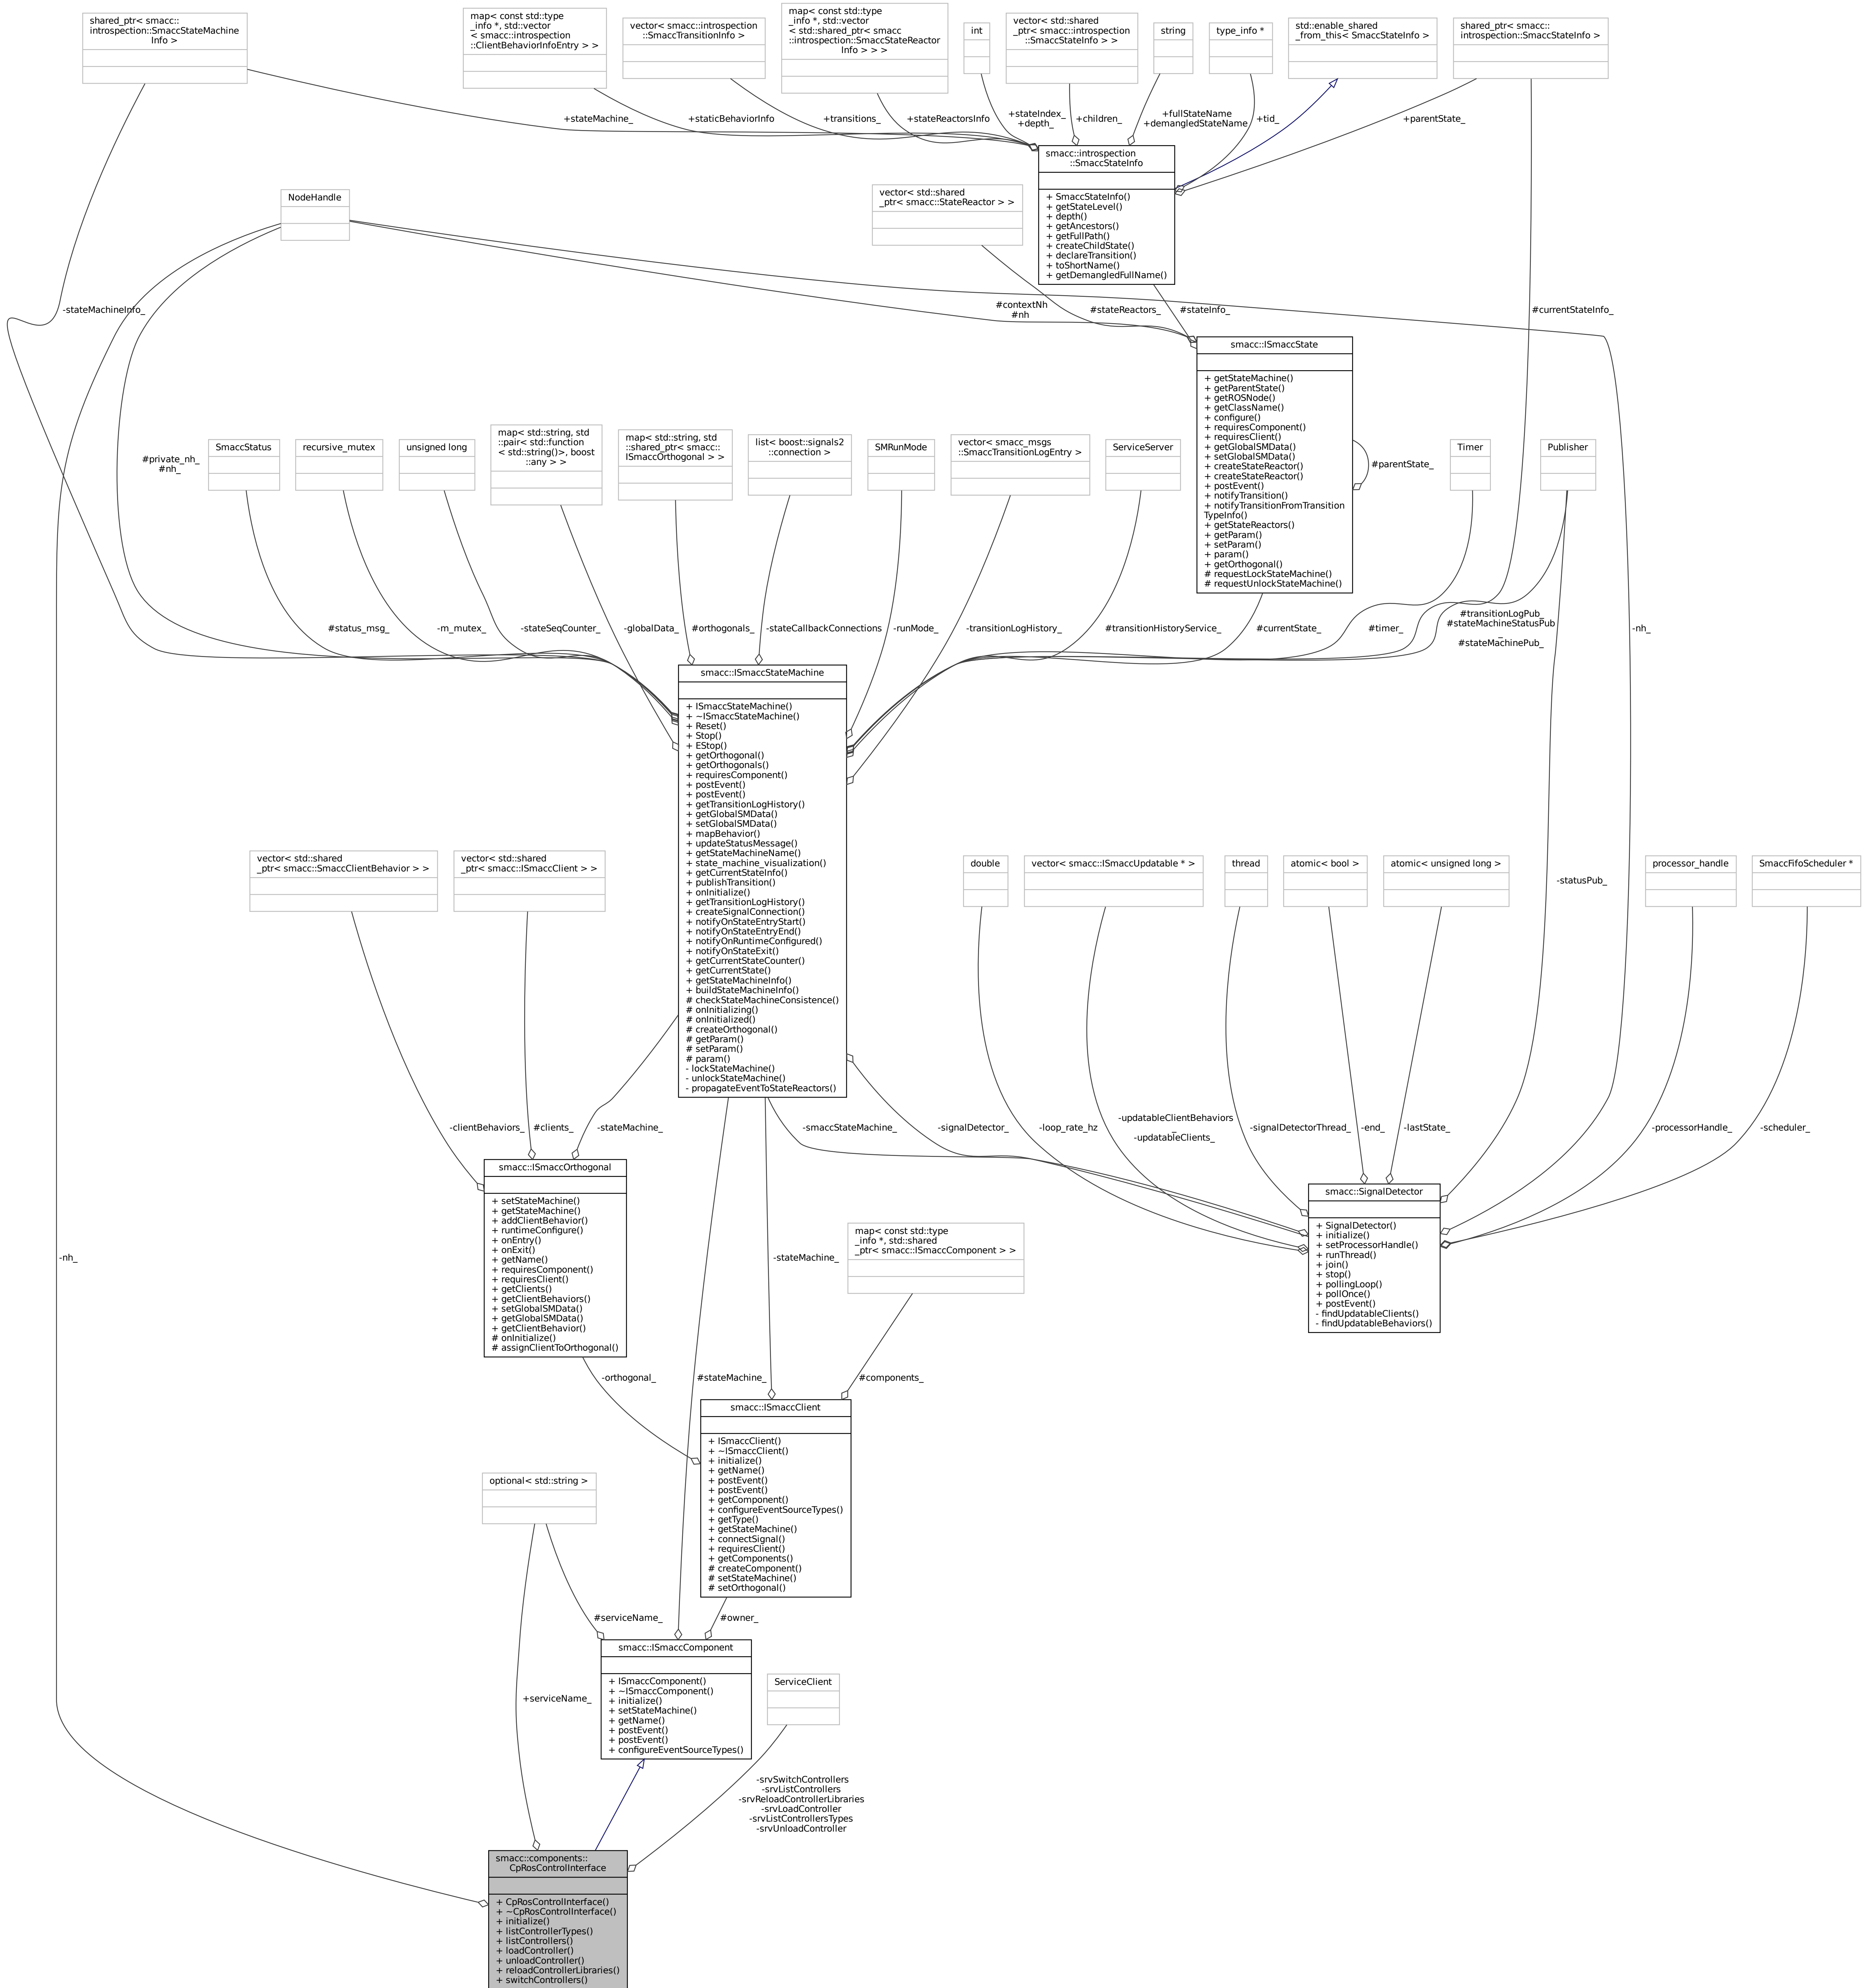 shared_ptr< smacc::
introspection::SmaccStateMachine
Info >
map< const std::type
_info *, std::vector
< smacc::introspection
::ClientBehaviorInfoEntry > >
vector< smacc::introspection
::SmaccTransitionInfo >
map< const std::type
_info *, std::vector
< std::shared_ptr< smacc
::introspection::SmaccStateReactor
Info > > >
int
vector< std::shared
_ptr< smacc::introspection
::SmaccStateInfo > >
string
type_info *
std::enable_shared
_from_this< SmaccStateInfo >
shared_ptr< smacc::
introspection::SmaccStateInfo >
+stateMachine_
+staticBehaviorInfo
+transitions_
+stateReactorsInfo
+stateIndex_
+depth_
+children_
+fullStateName
+demangledStateName
+tid_
+parentState_
smacc::introspection
::SmaccStateInfo
+ SmaccStateInfo()
+ getStateLevel()
+ depth()
+ getAncestors()
+ getFullPath()
+ createChildState()
+ declareTransition()
+ toShortName()
+ getDemangledFullName()
vector< std::shared
_ptr< smacc::StateReactor > >
NodeHandle
-stateMachineInfo_
#contextNh
#nh
#stateReactors_
#stateInfo_
#currentStateInfo_
smacc::ISmaccState
+ getStateMachine()
+ getParentState()
+ getROSNode()
+ getClassName()
+ configure()
+ requiresComponent()
+ requiresClient()
+ getGlobalSMData()
+ setGlobalSMData()
+ createStateReactor()
+ createStateReactor()
+ postEvent()
+ notifyTransition()
+ notifyTransitionFromTransition
TypeInfo()
+ getStateReactors()
+ getParam()
+ setParam()
+ param()
+ getOrthogonal()
# requestLockStateMachine()
# requestUnlockStateMachine()
#parentState_
#private_nh_
#nh_
SmaccStatus
recursive_mutex
unsigned long
map< std::string, std
::pair< std::function
< std::string()>, boost
::any > >
map< std::string, std
::shared_ptr< smacc::
ISmaccOrthogonal > >
list< boost::signals2
::connection >
SMRunMode
vector< smacc_msgs
::SmaccTransitionLogEntry >
ServiceServer
Timer
Publisher
#status_msg_
-m_mutex_
-stateSeqCounter_
-globalData_
#orthogonals_
-stateCallbackConnections
-runMode_
-transitionLogHistory_
#transitionHistoryService_
#currentState_
#timer_
#transitionLogPub_
#stateMachineStatusPub
_
#stateMachinePub_
-nh_
smacc::ISmaccStateMachine
+ ISmaccStateMachine()
+ ~ISmaccStateMachine()
+ Reset()
+ Stop()
+ EStop()
+ getOrthogonal()
+ getOrthogonals()
+ requiresComponent()
+ postEvent()
+ postEvent()
+ getTransitionLogHistory()
+ getGlobalSMData()
+ setGlobalSMData()
+ mapBehavior()
+ updateStatusMessage()
+ getStateMachineName()
+ state_machine_visualization()
+ getCurrentStateInfo()
+ publishTransition()
+ onInitialize()
+ getTransitionLogHistory()
+ createSignalConnection()
+ notifyOnStateEntryStart()
+ notifyOnStateEntryEnd()
+ notifyOnRuntimeConfigured()
+ notifyOnStateExit()
+ getCurrentStateCounter()
+ getCurrentState()
+ getStateMachineInfo()
+ buildStateMachineInfo()
# checkStateMachineConsistence()
# onInitializing()
# onInitialized()
# createOrthogonal()
# getParam()
# setParam()
# param()
- lockStateMachine()
- unlockStateMachine()
- propagateEventToStateReactors()
vector< std::shared
_ptr< smacc::SmaccClientBehavior > >
vector< std::shared
_ptr< smacc::ISmaccClient > >
double
vector< smacc::ISmaccUpdatable * >
thread
atomic< bool >
atomic< unsigned long >
-statusPub_
processor_handle
SmaccFifoScheduler *
-clientBehaviors_
#clients_
-stateMachine_
-smaccStateMachine_
-signalDetector_
-loop_rate_hz
-updatableClientBehaviors
_
-updatableClients_
-signalDetectorThread_
-end_
-lastState_
-processorHandle_
-scheduler_
smacc::ISmaccOrthogonal
+ setStateMachine()
+ getStateMachine()
+ addClientBehavior()
+ runtimeConfigure()
+ onEntry()
+ onExit()
+ getName()
+ requiresComponent()
+ requiresClient()
+ getClients()
+ getClientBehaviors()
+ setGlobalSMData()
+ getGlobalSMData()
+ getClientBehavior()
# onInitialize()
# assignClientToOrthogonal()
smacc::SignalDetector
+ SignalDetector()
+ initialize()
+ setProcessorHandle()
+ runThread()
+ join()
+ stop()
+ pollingLoop()
+ pollOnce()
+ postEvent()
- findUpdatableClients()
- findUpdatableBehaviors()
-nh_
-stateMachine_
map< const std::type
_info *, std::shared
_ptr< smacc::ISmaccComponent > >
-orthogonal_
#stateMachine_
#components_
smacc::ISmaccClient
+ ISmaccClient()
+ ~ISmaccClient()
+ initialize()
+ getName()
+ postEvent()
+ postEvent()
+ getComponent()
+ configureEventSourceTypes()
+ getType()
+ getStateMachine()
+ connectSignal()
+ requiresClient()
+ getComponents()
# createComponent()
# setStateMachine()
# setOrthogonal()
optional< std::string >
#serviceName_
#owner_
smacc::ISmaccComponent
+ ISmaccComponent()
+ ~ISmaccComponent()
+ initialize()
+ setStateMachine()
+ getName()
+ postEvent()
+ postEvent()
+ configureEventSourceTypes()
+serviceName_
ServiceClient
-srvSwitchControllers
-srvListControllers
-srvReloadControllerLibraries
-srvLoadController
-srvListControllersTypes
-srvUnloadController
smacc::components::
CpRosControlInterface
+ CpRosControlInterface()
+ ~CpRosControlInterface()
+ initialize()
+ listControllerTypes()
+ listControllers()
+ loadController()
+ unloadController()
+ reloadControllerLibraries()
+ switchControllers()